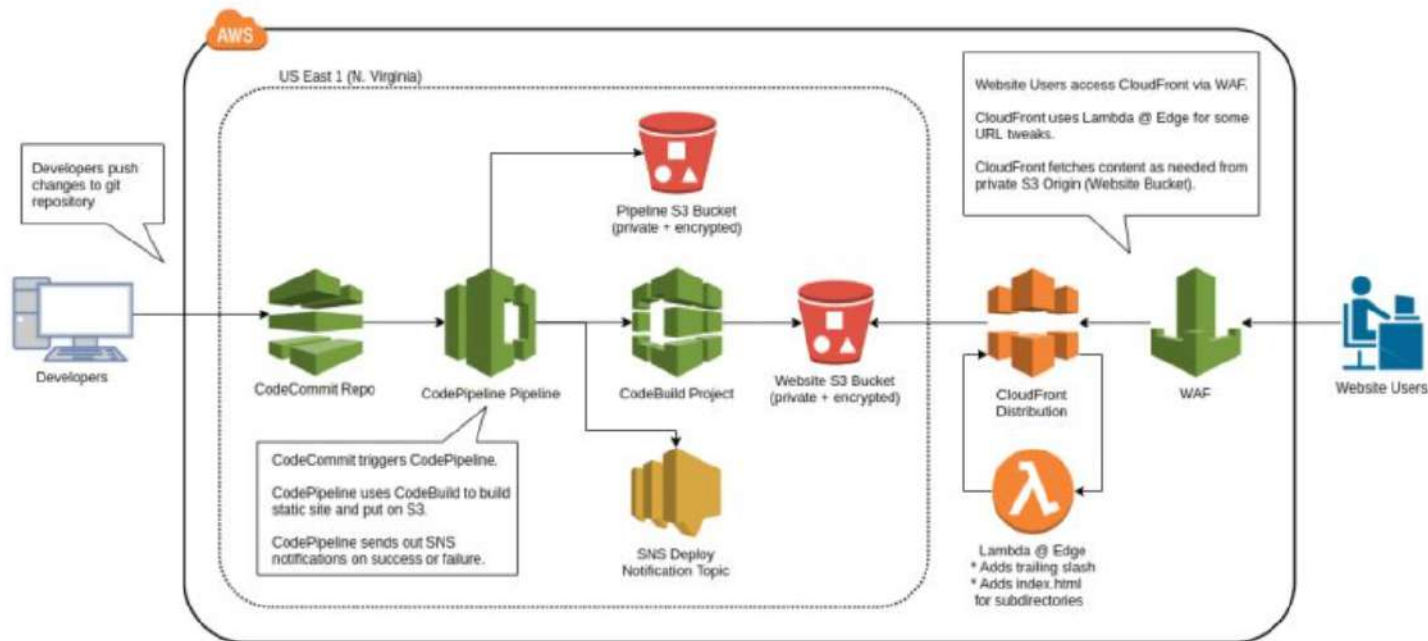 AWS
US East 1 (N. Virginia)
Developers push
changes to git
repository
Website Users access CloudFront via WAF.
CloudFront uses Lambda @ Edge for some
URL tweaks.
CloudFront fetches content as needed from
private S3 Origin (Website Bucket).
Pipeline S3 Bucket
(private + encrypted)
Developers
CodeCommit Repo
CodePipeline Pipeline
CodeBuild Project
Website S3 Bucket
(private + encrypted)
CloudFront
Distribution
WAF
Website Users
CodeCommit triggers CodePipeline.
CodePipeline uses CodeBuild to build
static site and put on S3.
CodePipeline sends out SNS
notifications on success or failure.
SNS Deploy
Notification Topic
Lambda @ Edge
* Adds trailing slash
* Adds index.html
for subdirectories